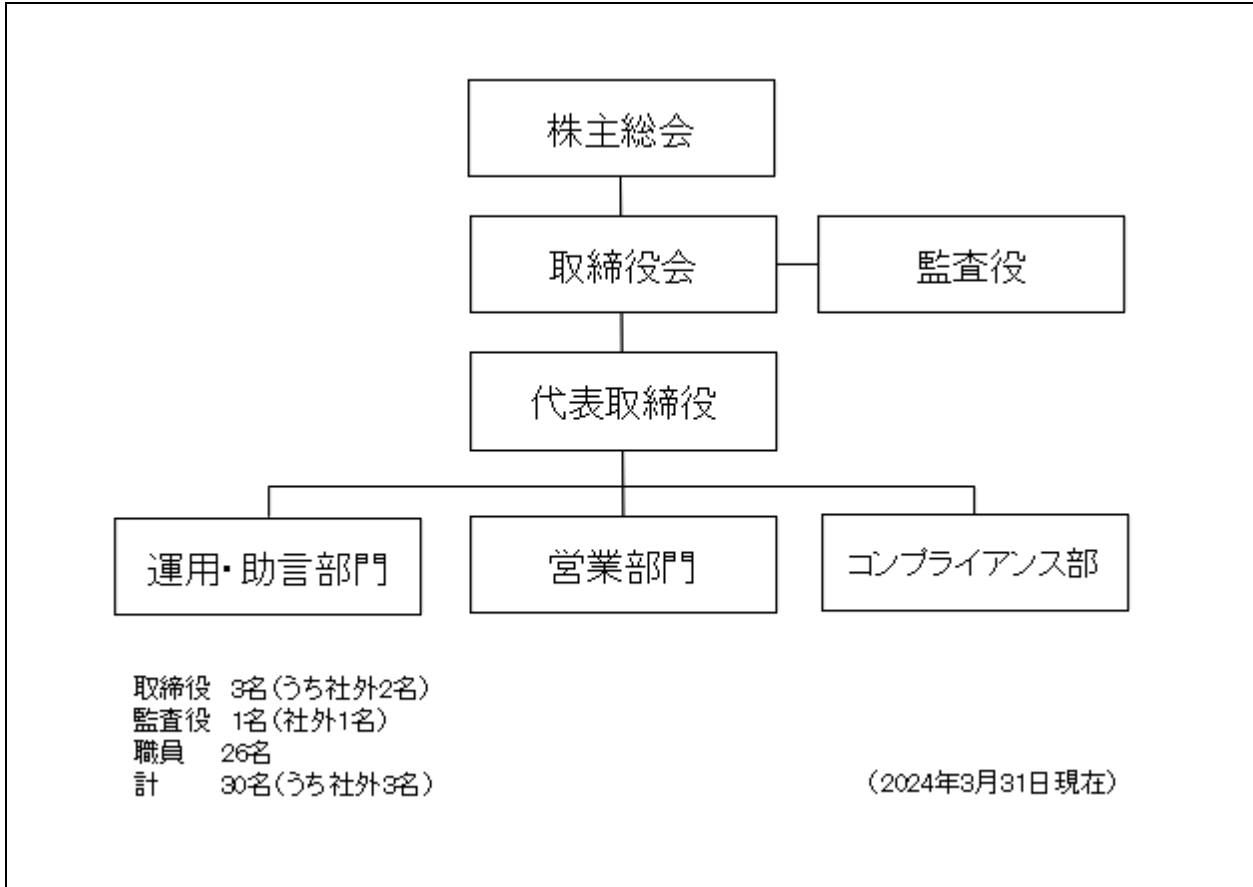 株主総会
取締役会
監査役
代表取締役
運用・助言部門
営業部門
コンプライアンス部
取締役 3名(うち社外2名)
監査役 1名(社外1名)
職員 26名
計 30名(うち社外3名)
(2024年3月31日現在)